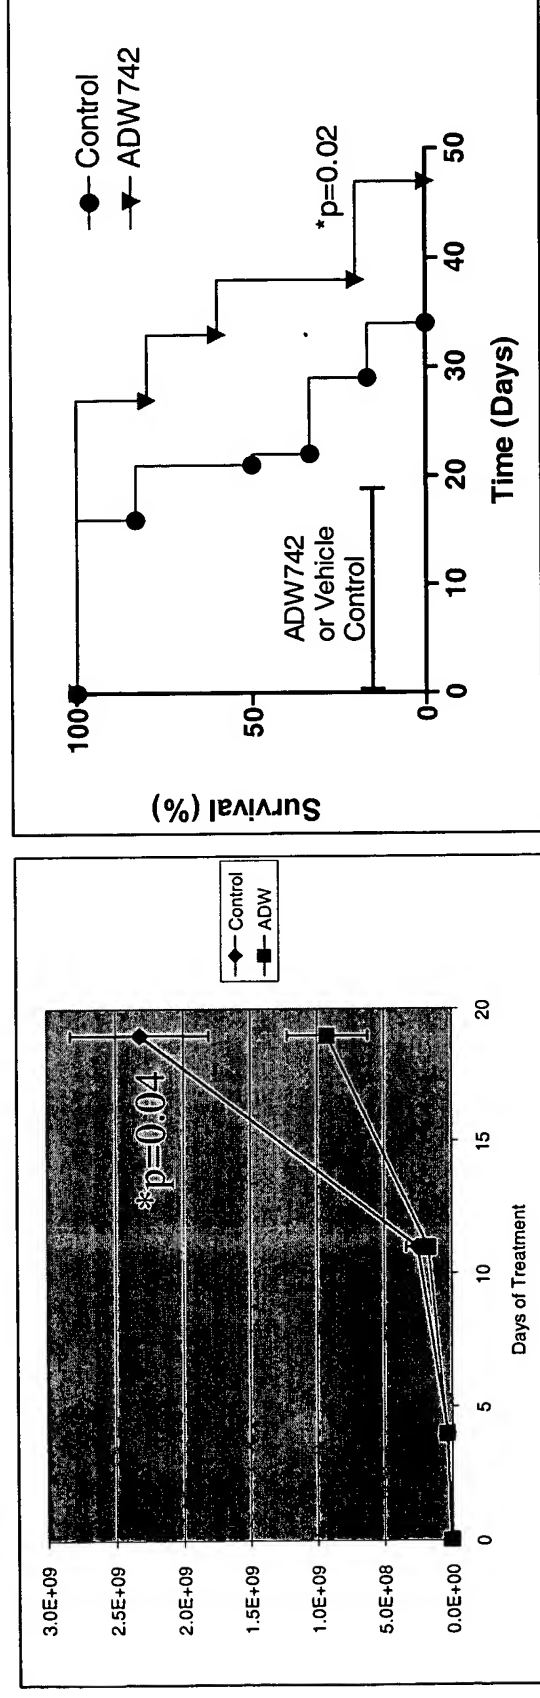 3.0E+09
2.5E+09
2.0E+09
1.5E+09
1.0E+09
5.0E+08
0.0E+00
*p=0.04
0
5
10
15
20
Days of Treatment
Control
ADW
Survival (%)
100
50
0
ADW742
or Vehicle
Control
*p=0.02
0
10
20
30
40
50
Time (Days)
Control
ADW742